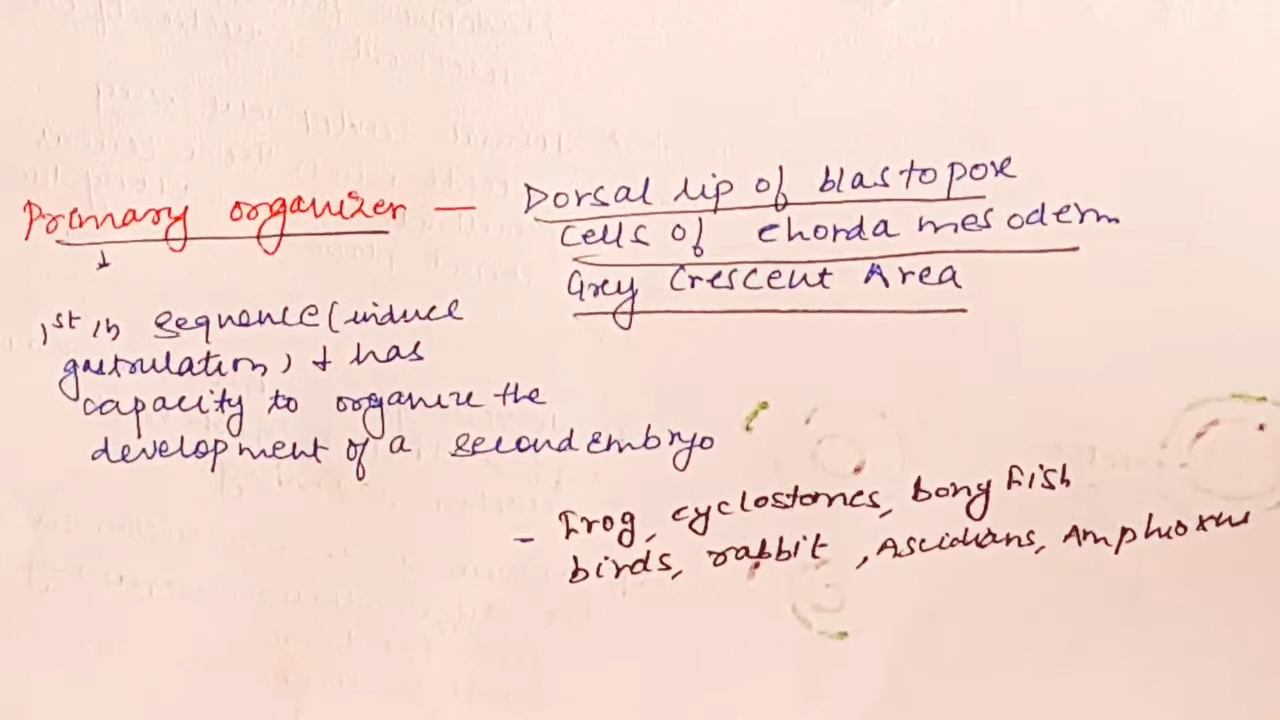 Primary organizer — Dorsal lip of blastopore
Cells of chorda mesoderm
Grey Crescent Area
1st in sequence (induce
gastrulation) + has
capacity to organize the
development of a second embryo
- Frog, cyclostomes, bony fish
birds, rabbit, Ascidians, Amphioxus